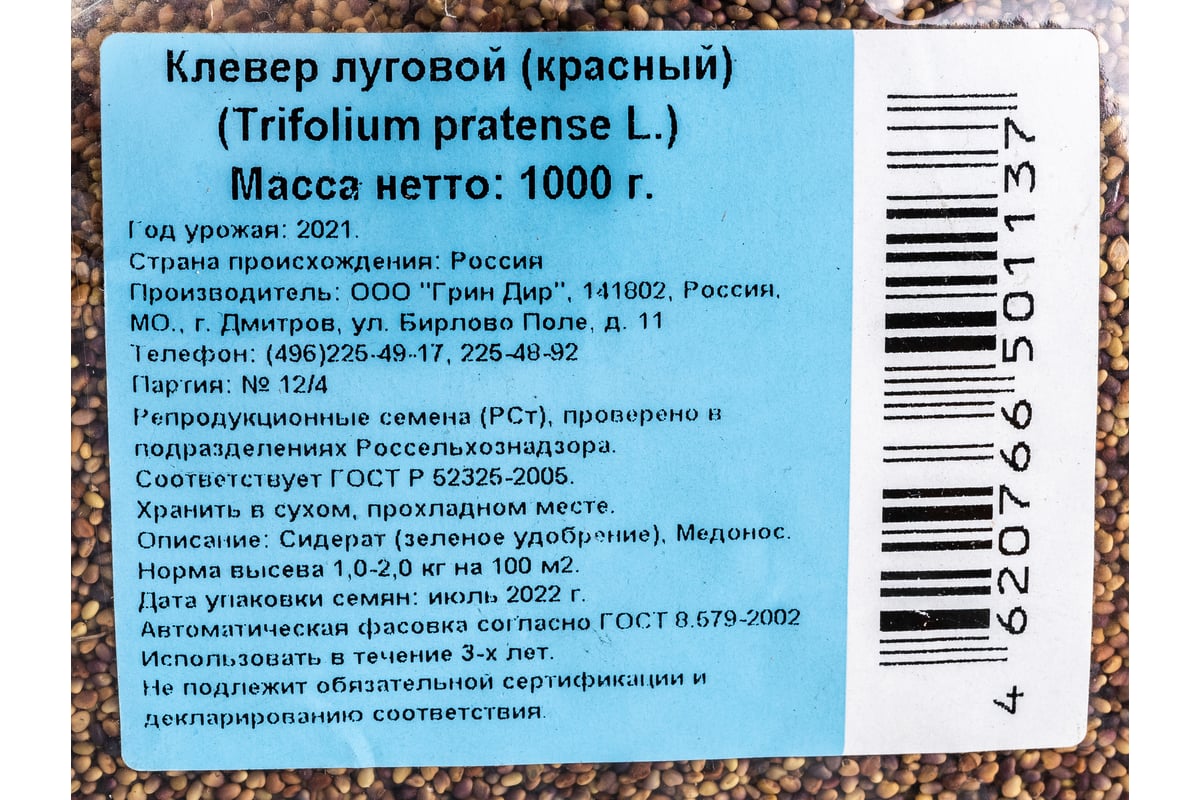 Клевер луговой (красный)
(Trifolium pratense L.)
Масса нетто: 1000 г.
Год урожая: 2021.
Страна происхождения: Россия
Производитель: ООО "Грин Дир", 141802, Россия,
МО., г. Дмитров, ул. Бирлово Поле, д. 11
Телефон: (496)225-49-17, 225-48-92
Партия: № 12/4
Репродукционные семена (РСт), проверено в
подразделениях Россельхознадзора.
Соответствует ГОСТ Р 52325-2005.
Хранить в сухом, прохладном месте.
Описание: Сидерат (зеленое удобрение), Медонос.
Норма высева 1,0-2,0 кг на 100 м2.
Дата упаковки семян: июль 2022 г.
Автоматическая фасовка согласно ГОСТ 8.579-2002
Использовать в течение 3-х лет.
Не подлежит обязательной сертификации и
декларированию соответствия.
4 620766 501137